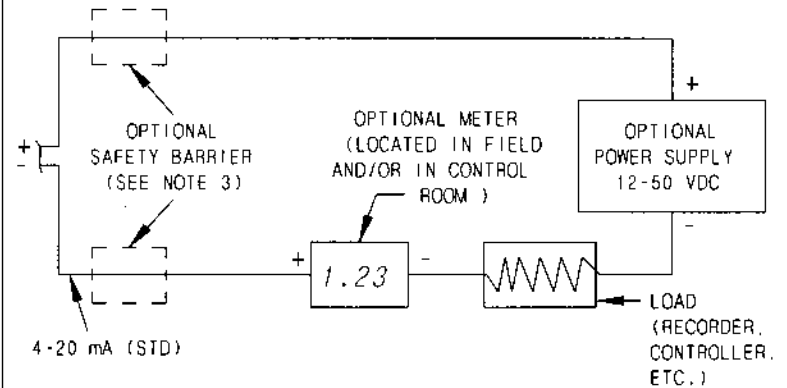 +
OPTIONAL
SAFETY BARRIER
(SEE NOTE 3)
+
-
OPTIONAL METER
(LOCATED IN FIELD
AND/OR IN CONTROL
ROOM )
OPTIONAL
POWER SUPPLY
12-50 VDC
-
+
1.23
-
4-20 mA (STD)
LOAD
(RECORDER,
CONTROLLER,
ETC.)